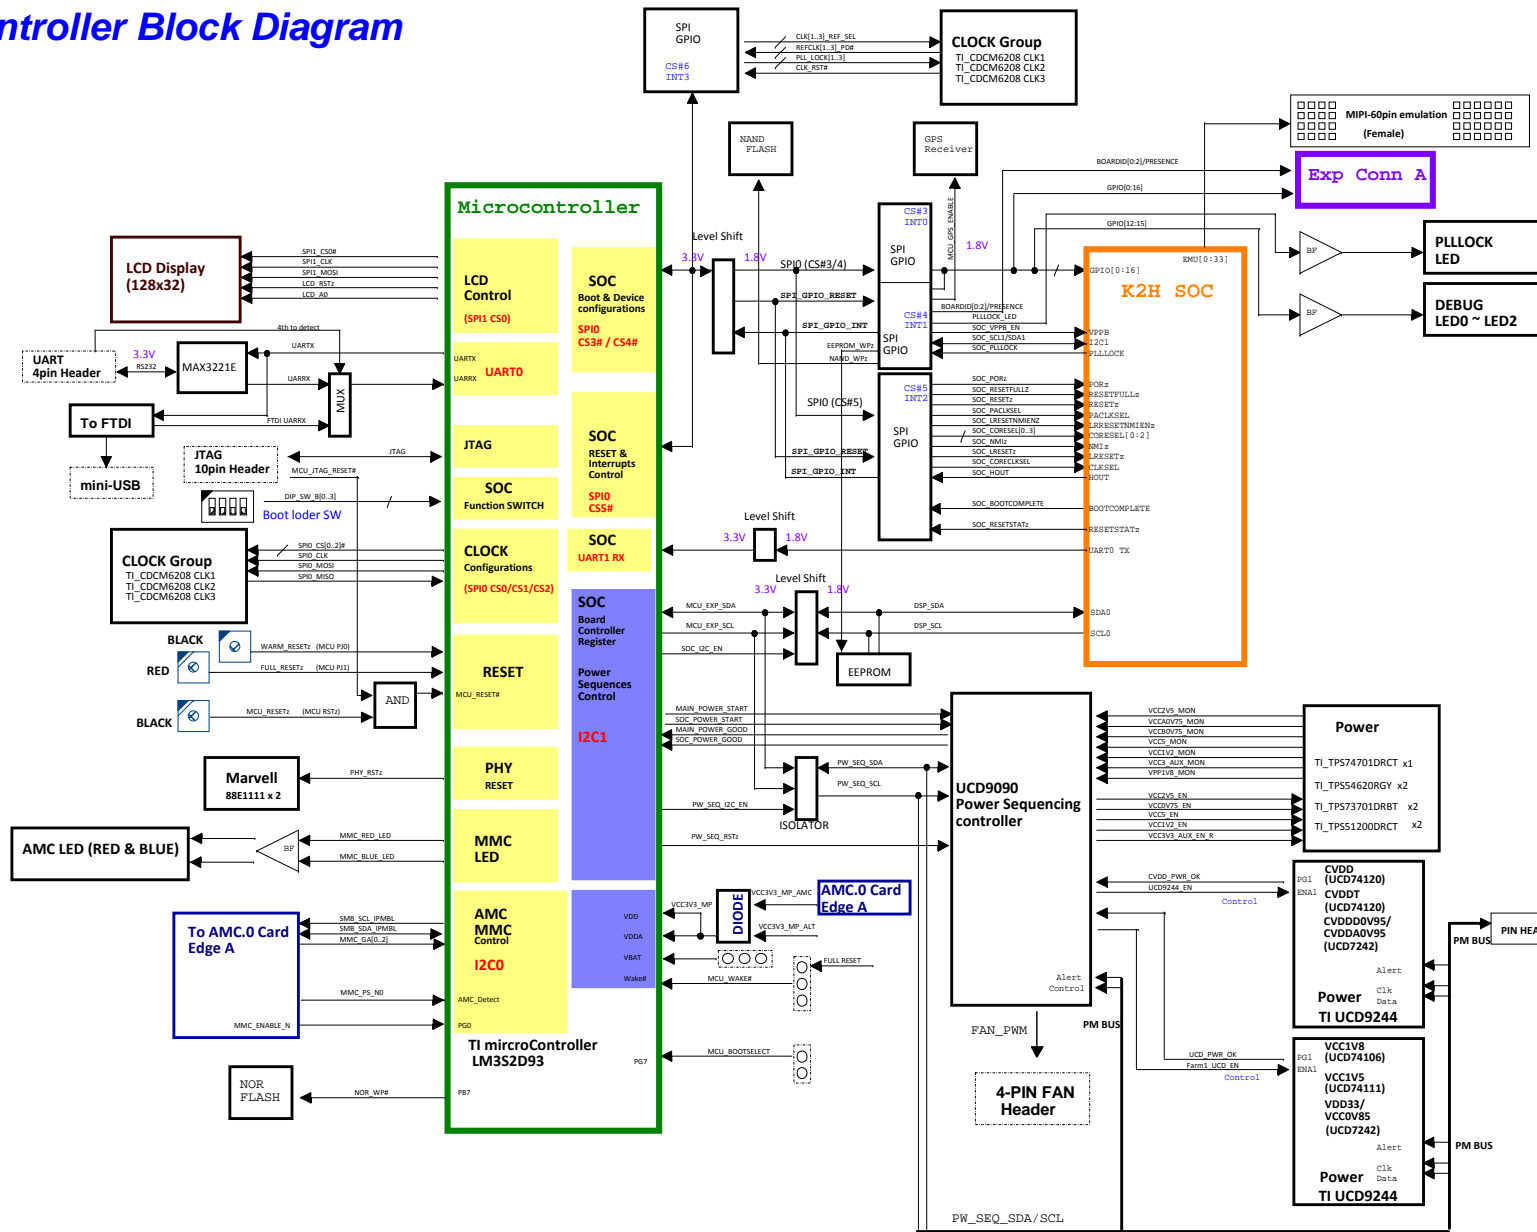 ntroller Block Diagram
SPI
GPIO
CS#6
INT3
CLK[1..3]_REF_SEL
REFCLK[1..3]_PD#
PLL_LOCK[1..3]
CLK_RST#
CLOCK Group
TI_CDCM6208 CLK1
TI_CDCM6208 CLK2
TI_CDCM6208 CLK3
MIPI-60pin emulation
(Female)
NAND
FLASH
GPS
Receiver
BOARDID[0:2]/PRESENCE
Exp Conn A
GPIO[0:16]
GPIO[12:15]
Microcontroller
LCD Display
(128x32)
SPI1_CS0#
SPI1_CLK
SPI1_MOSI
LCD_RSTz
LCD_A0
LCD
Control
(SPI1 CS0)
SOC
Boot & Device
configurations
SPI0
CS3# / CS4#
Level Shift
3.3V
1.8V
SPI0 (CS#3/4)
SPI_GPIO_RESET
SPI_GPIO_INT
CS#3
INT0
SPI
GPIO
CS#4
INT1
SPI
GPIO
MCU_GPS_ENABLE
1.8V
EMU[0:33]
GPIO[0:16]
K2H SOC
BF
PLLLOCK
LED
BF
DEBUG
LED0 ~ LED2
BOARDID[0:2]/PRESENCE
PLLLOCK_LED
SOC_VPPB_EN
SOC_SCL1/SDA1
SOC_PLLLOCK
VPPB
I2C1
PLLLOCK
EEPROM_WPz
NAND_WPz
4th to detect
UART
4pin Header
3.3V
RS232
MAX3221E
UARTX
UARRX
MUX
UARTX
UARRX
UART0
To FTDI
FTDI UARRX
mini-USB
JTAG
10pin Header
JTAG
MCU_JTAG_RESET#
JTAG
SOC
RESET &
Interrupts
Control
SPI0
CS5#
SPI0 (CS#5)
SPI_GPIO_RESET
SPI_GPIO_INT
CS#5
INT2
SPI
GPIO
SOC_PORz
SOC_RESETFULLZ
SOC_RESETz
SOC_PACLKSEL
SOC_LRESETNMIENZ
SOC_CORESEL[0..3]
SOC_NMIz
SOC_LRESETz
SOC_CORECLKSEL
SOC_HOUT
SOC_BOOTCOMPLETE
SOC_RESETSTATz
PORz
RESETFULLz
RESETz
PACLKSEL
LRRESETNMIENz
CORESEL[0:2]
NMIz
LRESETz
CLKSEL
HOUT
BOOTCOMPLETE
RESETSTATz
UART0 TX
DIP_SW_B[0..3]
Boot loder SW
SOC
Function SWITCH
CLOCK Group
TI_CDCM6208 CLK1
TI_CDCM6208 CLK2
TI_CDCM6208 CLK3
SPI0_CS[0..2]#
SPI0_CLK
SPI0_MOSI
SPI0_MISO
CLOCK
Configurations
(SPI0 CS0/CS1/CS2)
SOC
UART1 RX
Level Shift
3.3V
1.8V
Level Shift
3.3V
1.8V
SOC
Board
Controller
Register
Power
Sequences
Control
I2C1
MCU_EXP_SDA
MCU_EXP_SCL
SOC_I2C_EN
DSP_SDA
DSP_SCL
SDA0
SCL0
EEPROM
BLACK
RED
BLACK
WARM_RESETz (MCU PJ0)
FULL_RESETz (MCU PJ1)
MCU_RESETz (MCU RSTz)
AND
RESET
MCU_RESET#
MAIN_POWER_START
SOC_POWER_START
MAIN_POWER_GOOD
SOC_POWER_GOOD
PW_SEQ_SDA
PW_SEQ_SCL
PW_SEQ_I2C_EN
ISOLATOR
PW_SEQ_RSTz
UCD9090
Power Sequencing
controller
VCC2V5_MON
VCCA0V75_MON
VCCB0V75_MON
VCC5_MON
VCC1V2_MON
VCC3_AUX_MON
VPP1V8_MON
VCC2V5_EN
VCC0V75_EN
VCC5_EN
VCC1V2_EN
VCC3V3_AUX_EN_R
Power
TI_TPS74701DRCT x1
TI_TPS54620RGY x2
TI_TPS73701DRBT x2
TI_TPS51200DRCT x2
Marvell
88E1111 x 2
PHY_RSTz
PHY
RESET
AMC LED (RED & BLUE)
BF
MMC_RED_LED
MMC_BLUE_LED
MMC
LED
To AMC.0 Card
Edge A
SMB_SCL_IPMBL
SMB_SDA_IPMBL
MMC_GA[0..2]
MMC_PS_N0
MMC_ENABLE_N
AMC
MMC
Control
I2C0
AMC_Detect
PG0
VDD
VDDA
VBAT
Wake#
VCC3V3_MP
DIODE
VCC3V3_MP_AMC
VCC3V3_MP_ALT
AMC.0 Card
Edge A
FULL RESET
MCU_WAKE#
TI mircroController
LM3S2D93
PG7
MCU_BOOTSELECT
PB7
NOR
FLASH
NOR_WP#
CVDD_PWR_OK
UCD9244_EN
Control
PG1
ENA1
CVDD
(UCD74120)
CVDDT
(UCD74120)
CVDDD0V95/
CVDDA0V95
(UCD7242)
Alert
Clk
Data
Power
TI UCD9244
PM BUS
PIN HEA
Alert
Control
PM BUS
FAN_PWM
4-PIN FAN
Header
UCD_PWR_OK
Farm1_UCD_EN
Control
PG1
ENA1
VCC1V8
(UCD74106)
VCC1V5
(UCD74111)
VDD33/
VCC0V85
(UCD7242)
Alert
Clk
Data
Power
TI UCD9244
PM BUS
PW_SEQ_SDA/SCL